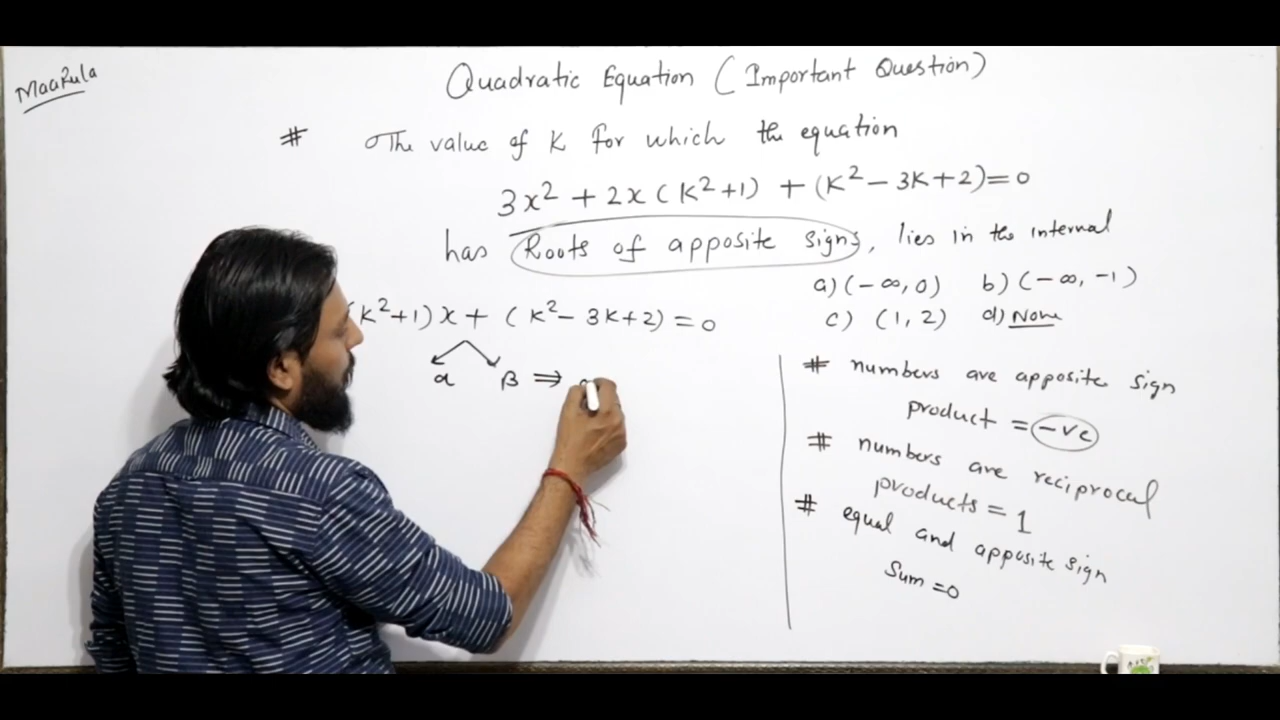 MaaRula
Quadratic Equation (Important Question)
# The value of K for which the equation
3x² + 2x (K²+1) + (K²− 3K+2)=0
has Roots of apposite signs, lies in the internal
a) (−∞, 0) b) (−∞, −1)
c) (1, 2) d) None
K²+1) x + (K²− 3K+2) = 0
α β ⇒
# numbers are apposite sign
product = −ve
# numbers are reciprocal
products = 1
# equal and apposite sign
Sum =0